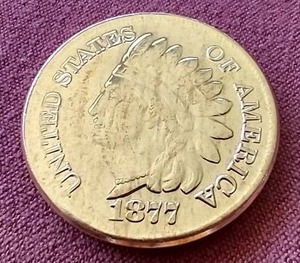 UNITED STATES OF AMERICA
1877